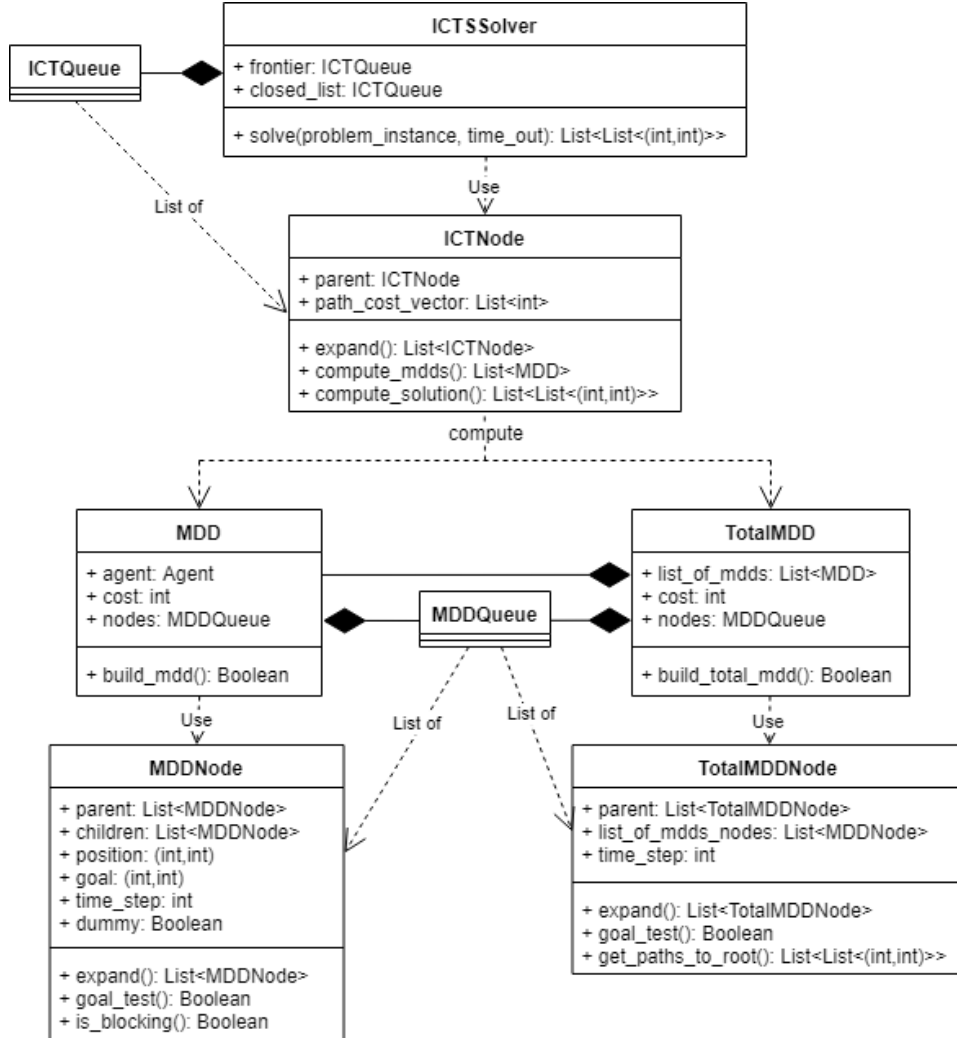 ICTSSolver
+ frontier: ICTQueue
+ closed_list: ICTQueue
+ solve(problem_instance, time_out): List<List<(int,int)>>
ICTQueue
Use
List of
ICTNode
+ parent: ICTNode
+ path_cost_vector: List<int>
+ expand(): List<ICTNode>
+ compute_mdds(): List<MDD>
+ compute_solution(): List<List<(int,int)>>
compute
MDD
+ agent: Agent
+ cost: int
+ nodes: MDDQueue
+ build_mdd(): Boolean
MDDQueue
TotalMDD
+ list_of_mdds: List<MDD>
+ cost: int
+ nodes: MDDQueue
+ build_total_mdd(): Boolean
Use
List of
List of
Use
MDDNode
+ parent: List<MDDNode>
+ children: List<MDDNode>
+ position: (int,int)
+ goal: (int,int)
+ time_step: int
+ dummy: Boolean
+ expand(): List<MDDNode>
+ goal_test(): Boolean
+ is_blocking(): Boolean
TotalMDDNode
+ parent: List<TotalMDDNode>
+ list_of_mdds_nodes: List<MDDNode>
+ time_step: int
+ expand(): List<TotalMDDNode>
+ goal_test(): Boolean
+ get_paths_to_root(): List<List<(int,int)>>